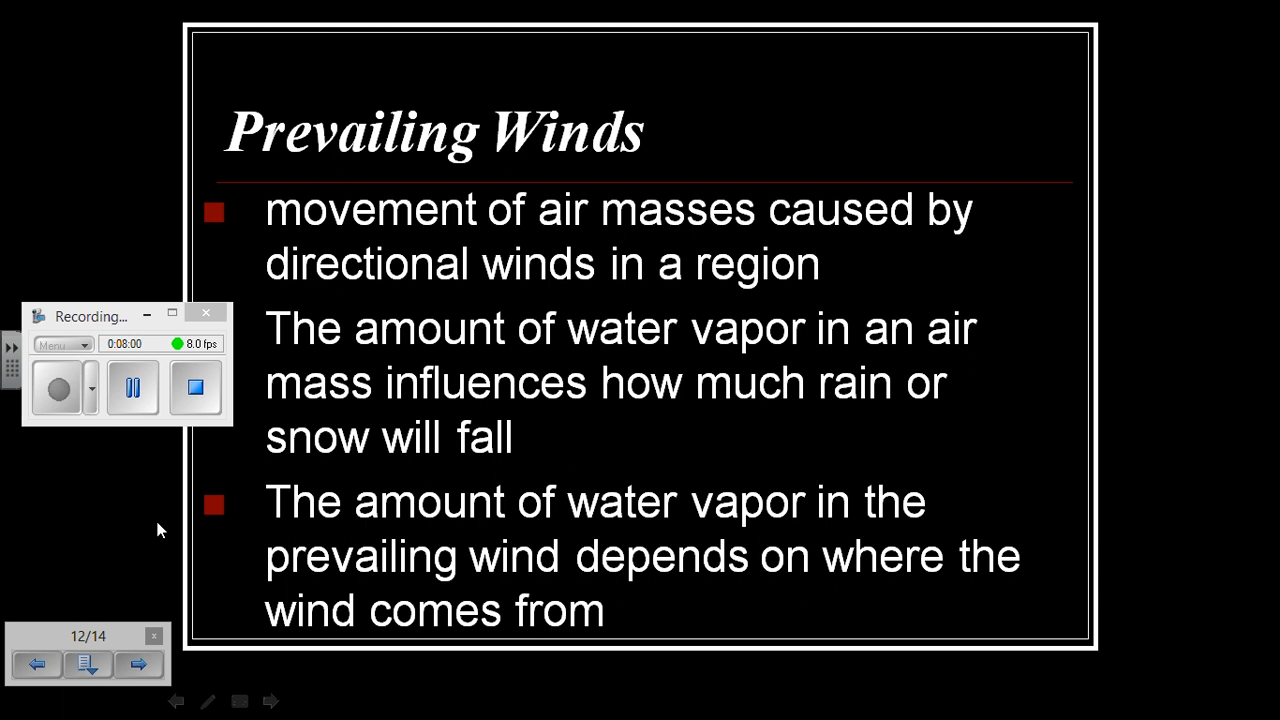 Prevailing Winds
movement of air masses caused by
directional winds in a region
The amount of water vapor in an air
mass influences how much rain or
snow will fall
The amount of water vapor in the
prevailing wind depends on where the
wind comes from
Recording...
Menu
0:08:00
8.0 fps
12/14